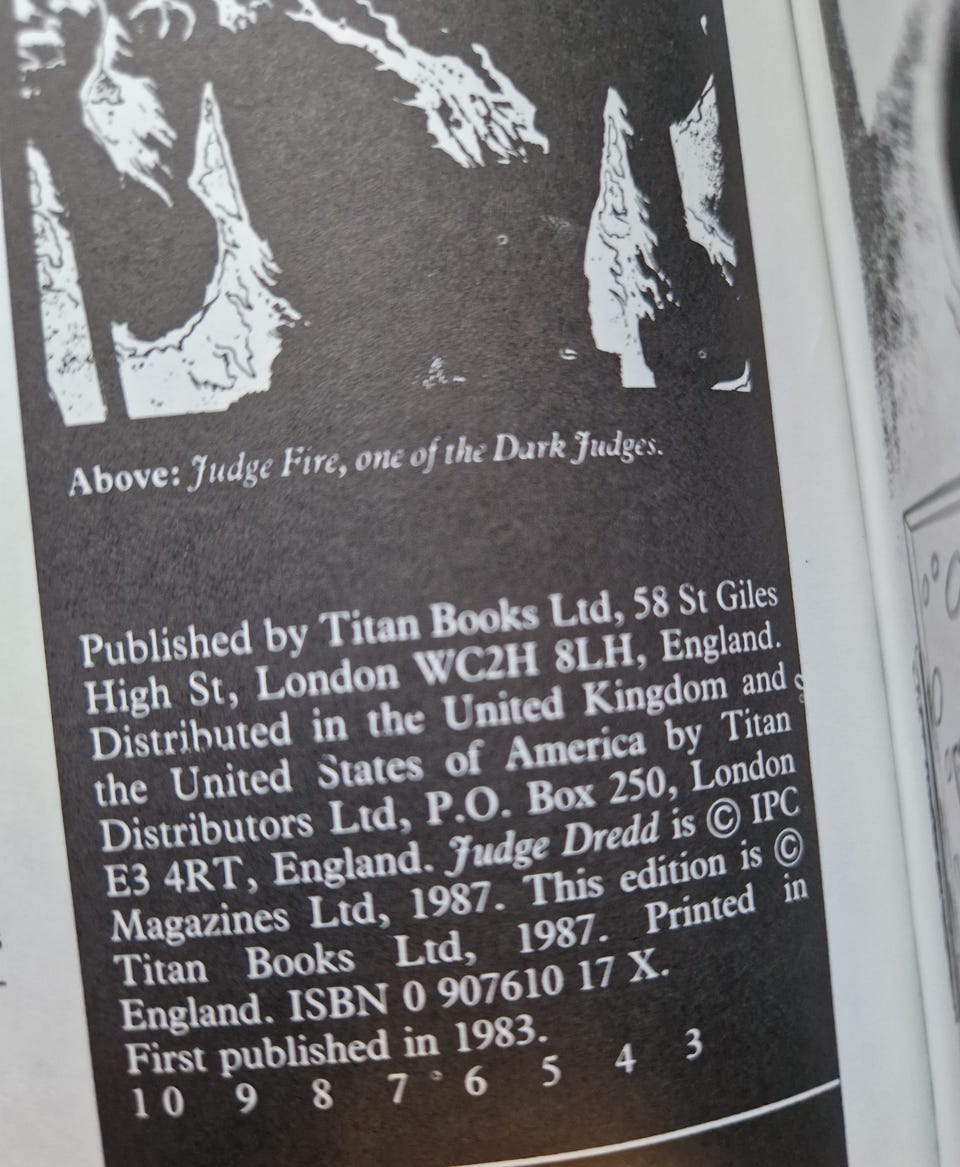 Above: Judge Fire, one of the Dark Judges.
Published by Titan Books Ltd, 58 St Giles
High St, London WC2H 8LH, England.
Distributed in the United Kingdom and
the United States of America by Titan
Distributors Ltd, P.O. Box 250, London
E3 4RT, England. Judge Dredd is © IPC
Magazines Ltd, 1987. This edition is ©
Titan Books Ltd, 1987. Printed in
England. ISBN 0 907610 17 X.
First published in 1983.
10 9 8 7 6 5 4 3